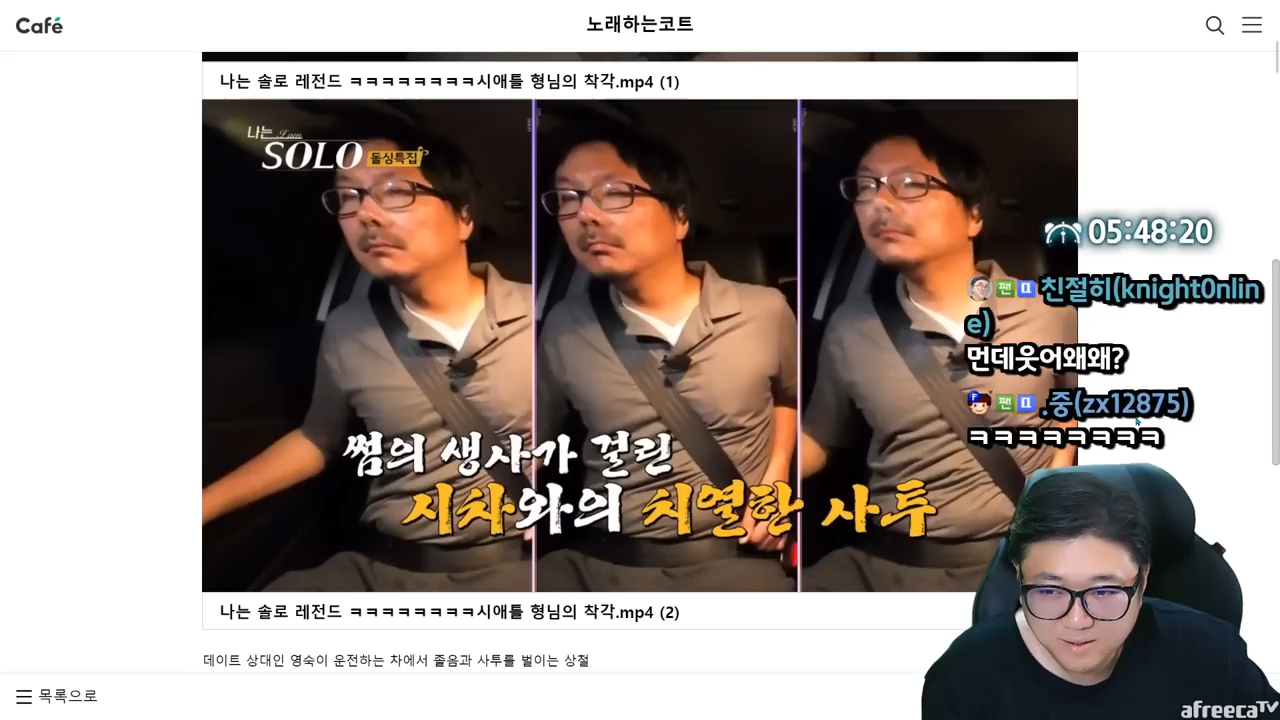 Café
노래하는코트
나는 솔로 레전드 ㅋㅋㅋㅋㅋㅋㅋㅋ시애틀 형님의 착각.mp4 (1)
나는 I am
SOLO 돌싱특집
05:48:20
팬 친절히(knight0nlin
e)
먼데웃어왜왜?
팬 .중(zx12875)
ㅋㅋㅋㅋㅋㅋㅋㅋ
썸의 생사가 걸린
시차와의 치열한 사투
나는 솔로 레전드 ㅋㅋㅋㅋㅋㅋㅋㅋ시애틀 형님의 착각.mp4 (2)
데이트 상대인 영숙이 운전하는 차에서 졸음과 사투를 벌이는 상철
목록으로
afreecaTV